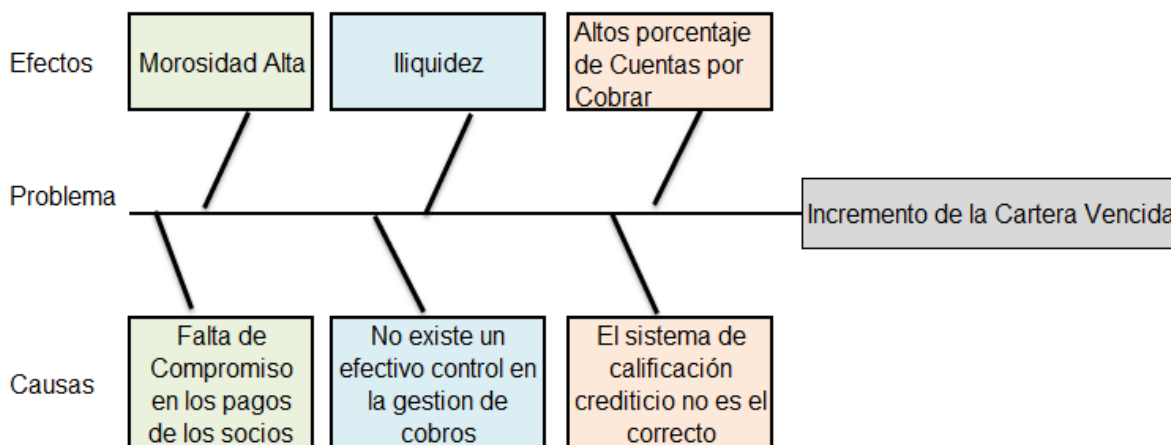 Efectos
Morosidad Alta
Iliquidez
Altos porcentaje
de Cuentas por
Cobrar
Problema
Incremento de la Cartera Vencida
Causas
Falta de
Compromiso
en los pagos
de los socios
No existe un
efectivo control en
la gestion de
cobros
El sistema de
calificación
crediticio no es el
correcto